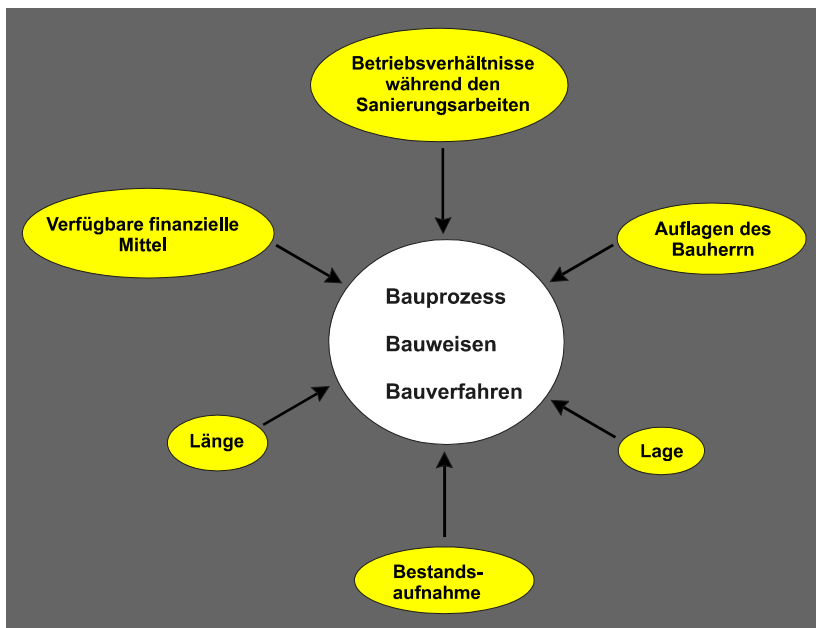 Betriebsverhältnisse
während den
Sanierungsarbeiten
Verfügbare finanzielle
Mittel
Auflagen des
Bauherrn
Bauprozess
Bauweisen
Bauverfahren
Länge
Lage
Bestands-
aufnahme